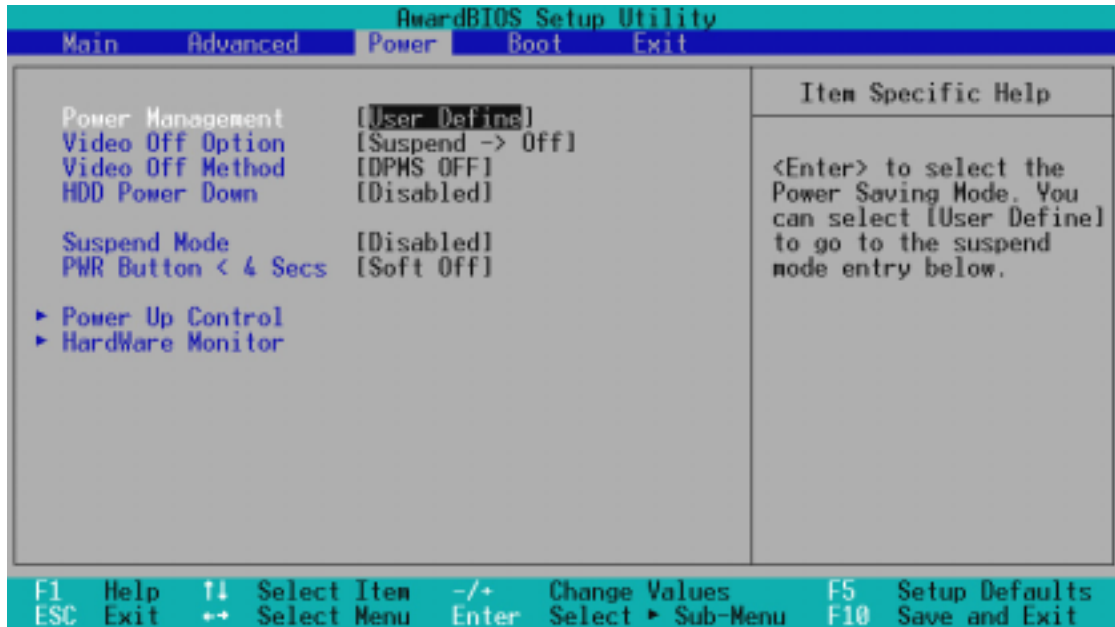 AwardBIOS Setup Utility
Main Advanced Power Boot Exit
Power Management [User Define]
Video Off Option [Suspend -> Off]
Video Off Method [DPMS OFF]
HDD Power Down [Disabled]
Suspend Mode [Disabled]
PWR Button < 4 Secs [Soft Off]
► Power Up Control
► HardWare Monitor
Item Specific Help
<Enter> to select the
Power Saving Mode. You
can select [User Define]
to go to the suspend
mode entry below.
F1 Help ↑↓ Select Item -/+ Change Values F5 Setup Defaults
ESC Exit ←→ Select Menu Enter Select ► Sub-Menu F10 Save and Exit